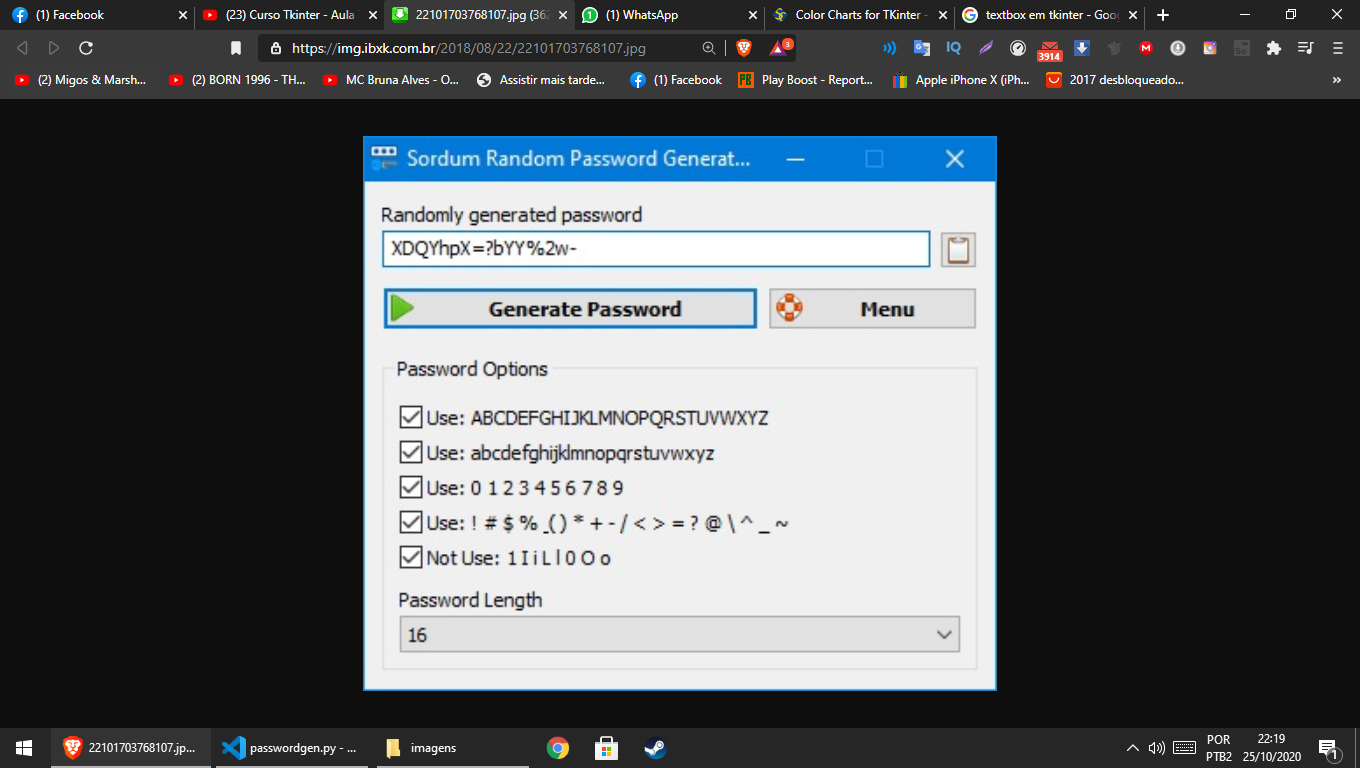 (1) Facebook
(23) Curso Tkinter - Aula
22101703768107.jpg (362
(1) WhatsApp
Color Charts for TKinter -
textbox em tkinter - Goog
https://img.ibxk.com.br/2018/08/22/22101703768107.jpg
3
IQ
3914
M
(2) Migos & Marsh...
(2) BORN 1996 - TH...
MC Bruna Alves - O...
Assistir mais tarde...
(1) Facebook
Play Boost - Report...
Apple iPhone X (iPh...
2017 desbloqueado...
Sordum Random Password Generat...
Randomly generated password
XDQYhpX=?bYY%2w-
Generate Password
Menu
Password Options
Use: ABCDEFGHIJKLMNOPQRSTUVWXYZ
Use: abcdefghijklmnopqrstuvwxyz
Use: 0 1 2 3 4 5 6 7 8 9
Use: ! # $ % _( ) * + - / < > = ? @ \ ^ _ ~
Not Use: 1 I i L l 0 O o
Password Length
16
22101703768107.jp...
passwordgen.py - ...
imagens
POR
PTB2
22:19
25/10/2020
1